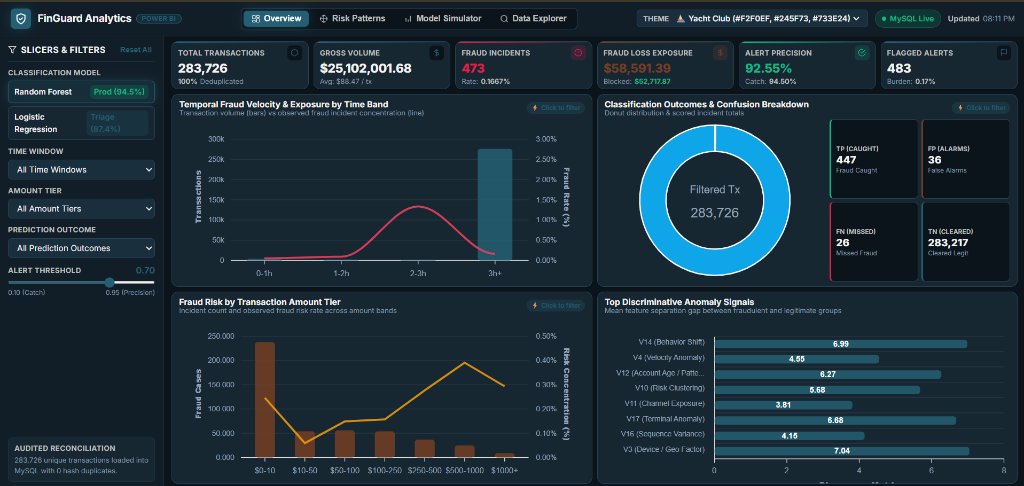 FinGuard Analytics POWER BI
Overview
Risk Patterns
Model Simulator
Data Explorer
THEME Yacht Club (#F2F0EF, #245F73, #733E24)
MySQL Live
Updated 08:11 PM
SLICERS & FILTERS Reset All
CLASSIFICATION MODEL
Random Forest Prod (94.5%)
Logistic Regression Triage (87.4%)
TIME WINDOW
All Time Windows
AMOUNT TIER
All Amount Tiers
PREDICTION OUTCOME
All Prediction Outcomes
ALERT THRESHOLD 0.70
0.10 (Catch) 0.95 (Precision)
AUDITED RECONCILIATION
283,726 unique transactions loaded into
MySQL with 0 hash duplicates.
TOTAL TRANSACTIONS
283,726
100% Deduplicated
GROSS VOLUME
$
$25,102,001.68
Avg: $88.47 / tx
FRAUD INCIDENTS
473
Rate: 0.1667%
FRAUD LOSS EXPOSURE
$
$58,591.39
Blocked: $52,717.87
ALERT PRECISION
92.55%
Catch: 94.50%
FLAGGED ALERTS
483
Burden: 0.17%
Temporal Fraud Velocity & Exposure by Time Band
Transaction volume (bars) vs observed fraud incident concentration (line)
Click to filter
Transactions
300k
250k
200k
150k
100k
50k
0
0-1h 1-2h 2-3h 3h+
3.00%
2.50%
2.00%
1.50%
1.00%
0.50%
0.00%
Fraud Rate (%)
Classification Outcomes & Confusion Breakdown
Donut distribution & scored incident totals
Click to filter
Filtered Tx
283,726
TP (CAUGHT)
447
Fraud Caught
FP (ALARMS)
36
False Alarms
FN (MISSED)
26
Missed Fraud
TN (CLEARED)
283,217
Cleared Legit
Fraud Risk by Transaction Amount Tier
Incident count and observed fraud risk rate across amount bands
Click to filter
Fraud Cases
250.000
200.000
150.000
100.000
50.000
0.000
$0-10 $10-50 $50-100 $100-250 $250-500 $500-1000 $1000+
0.50%
0.40%
0.30%
0.20%
0.10%
0.00%
Risk Concentration (%)
Top Discriminative Anomaly Signals
Mean feature separation gap between fraudulent and legitimate groups
V14 (Behavior Shift) 6.99
V4 (Velocity Anomaly) 4.55
V12 (Account Age / Patte... 6.27
V10 (Risk Clustering) 5.68
V11 (Channel Exposure) 3.81
V17 (Terminal Anomaly) 6.68
V16 (Sequence Variance) 4.15
V3 (Device / Geo Factor) 7.04
0 2 4 6 8